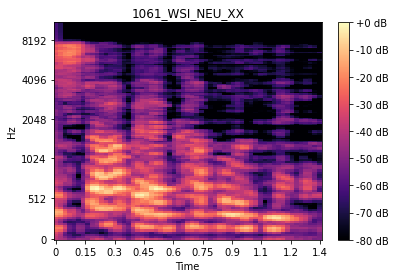 1061_WSI_NEU_XX
+0 dB
8192
-10 dB
4096
-20 dB
-30 dB
2048
-40 dB
Hz
1024
-50 dB
-60 dB
512
-70 dB
0
-80 dB
0 0.15 0.3 0.45 0.6 0.75 0.9 1.1 1.2 1.4
Time